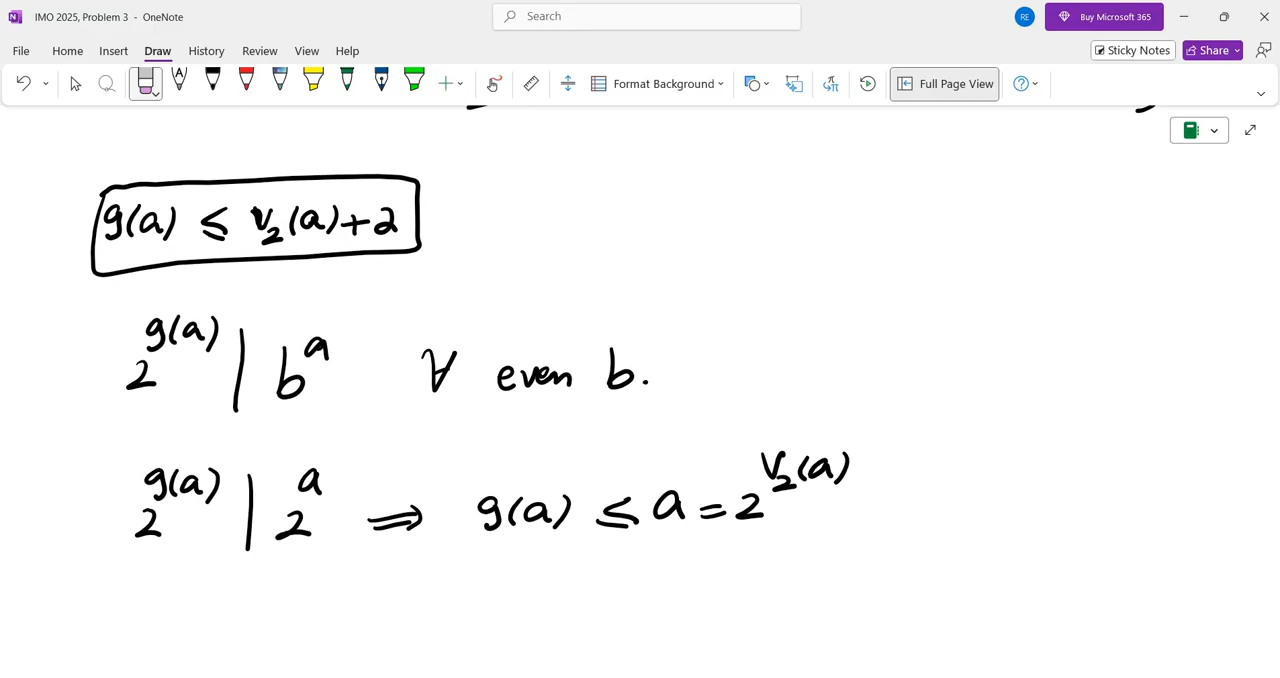 IMO 2025, Problem 3 - OneNote
Search
RE
Buy Microsoft 365
File Home Insert Draw History Review View Help
Sticky Notes
Share
Format Background
Full Page View
g(a) ≤ v₂(a)+2
2^g(a) | b^a ∀ even b.
2^g(a) | 2^a ⟹ g(a) ≤ a = 2^v₂(a)